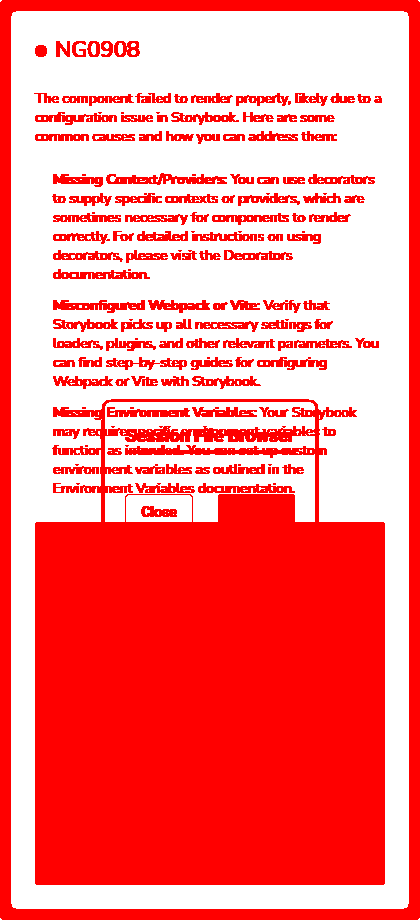 NG0908
The component failed to render properly, likely due to a
configuration issue in Storybook. Here are some
common causes and how you can address them:
Missing Context/Providers: You can use decorators
to supply specific contexts or providers, which are
sometimes necessary for components to render
correctly. For detailed instructions on using
decorators, please visit the Decorators
documentation.
Misconfigured Webpack or Vite: Verify that
Storybook picks up all necessary settings for
loaders, plugins, and other relevant parameters. You
can find step-by-step guides for configuring
Webpack or Vite with Storybook.
Missing Environment Variables: Your Storybook
may require specific environment variables to
Session File Browser
function as intended. You can set up custom
environment variables as outlined in the
Environment Variables documentation.
Close